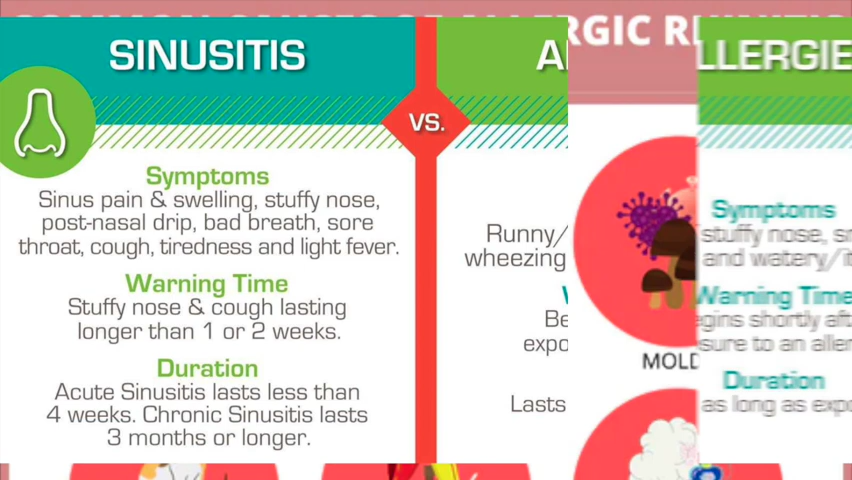 RGIC R
SINUSITIS
A
LLERGIE
VS.
Symptoms
Sinus pain & swelling, stuffy nose,
post-nasal drip, bad breath, sore
throat, cough, tiredness and light fever.
Warning Time
Stuffy nose & cough lasting
longer than 1 or 2 weeks.
Duration
Acute Sinusitis lasts less than
4 weeks. Chronic Sinusitis lasts
3 months or longer.
Runny/
wheezing
Be
expo
Lasts
MOLD
Symptoms
stuffy nose, s
and watery/it
Warning Time
gins shortly aft
sure to an aller
Duration
as long as expo